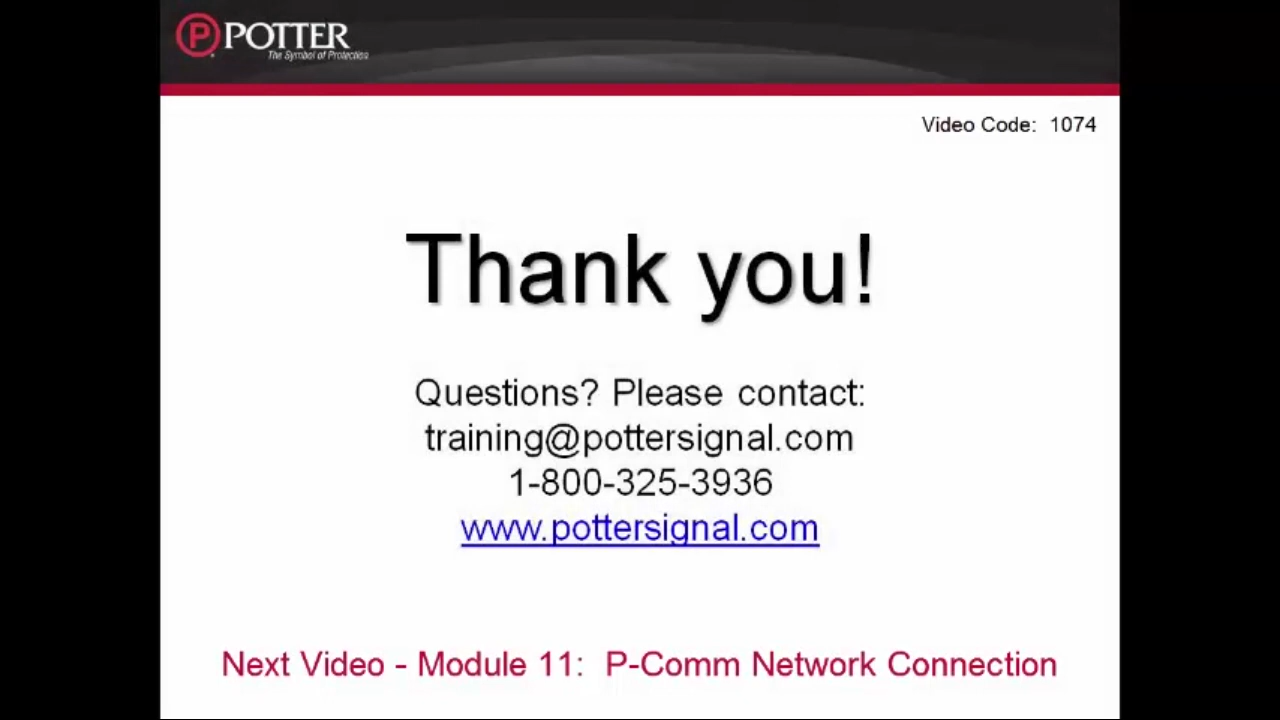 POTTER
The Symbol of Protection
Video Code: 1074
Thank you!
Questions? Please contact:
training@pottersignal.com
1-800-325-3936
www.pottersignal.com
Next Video - Module 11: P-Comm Network Connection